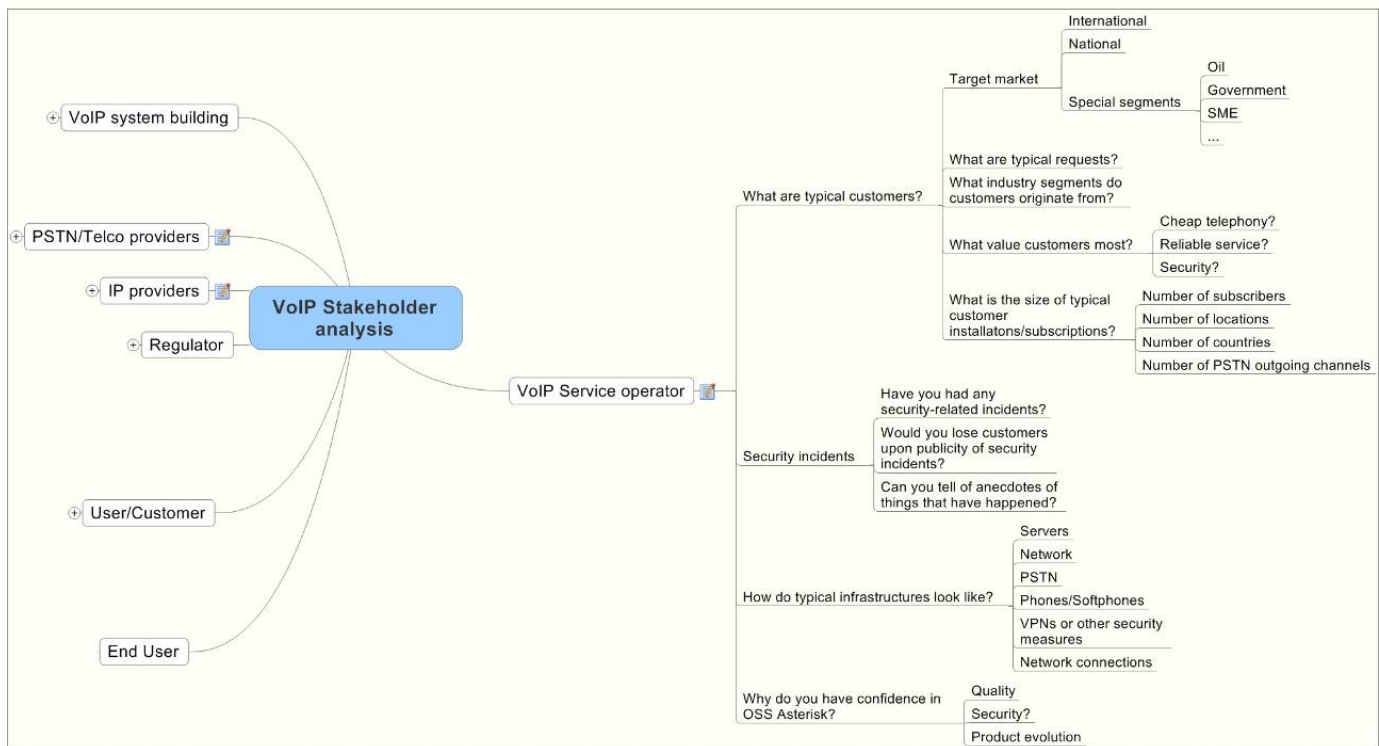 VoIP system building
PSTN/Telco providers
IP providers
Regulator
User/Customer
End User
VoIP Stakeholder
analysis
VoIP Service operator
What are typical customers?
Target market
International
National
Special segments
Oil
Government
SME
...
What are typical requests?
What industry segments do
customers originate from?
What value customers most?
Cheap telephony?
Reliable service?
Security?
What is the size of typical
customer
installatons/subscriptions?
Number of subscribers
Number of locations
Number of countries
Number of PSTN outgoing channels
Security incidents
Have you had any
security-related incidents?
Would you lose customers
upon publicity of security
incidents?
Can you tell of anecdotes of
things that have happened?
How do typical infrastructures look like?
Servers
Network
PSTN
Phones/Softphones
VPNs or other security
measures
Network connections
Why do you have confidence in
OSS Asterisk?
Quality
Security?
Product evolution